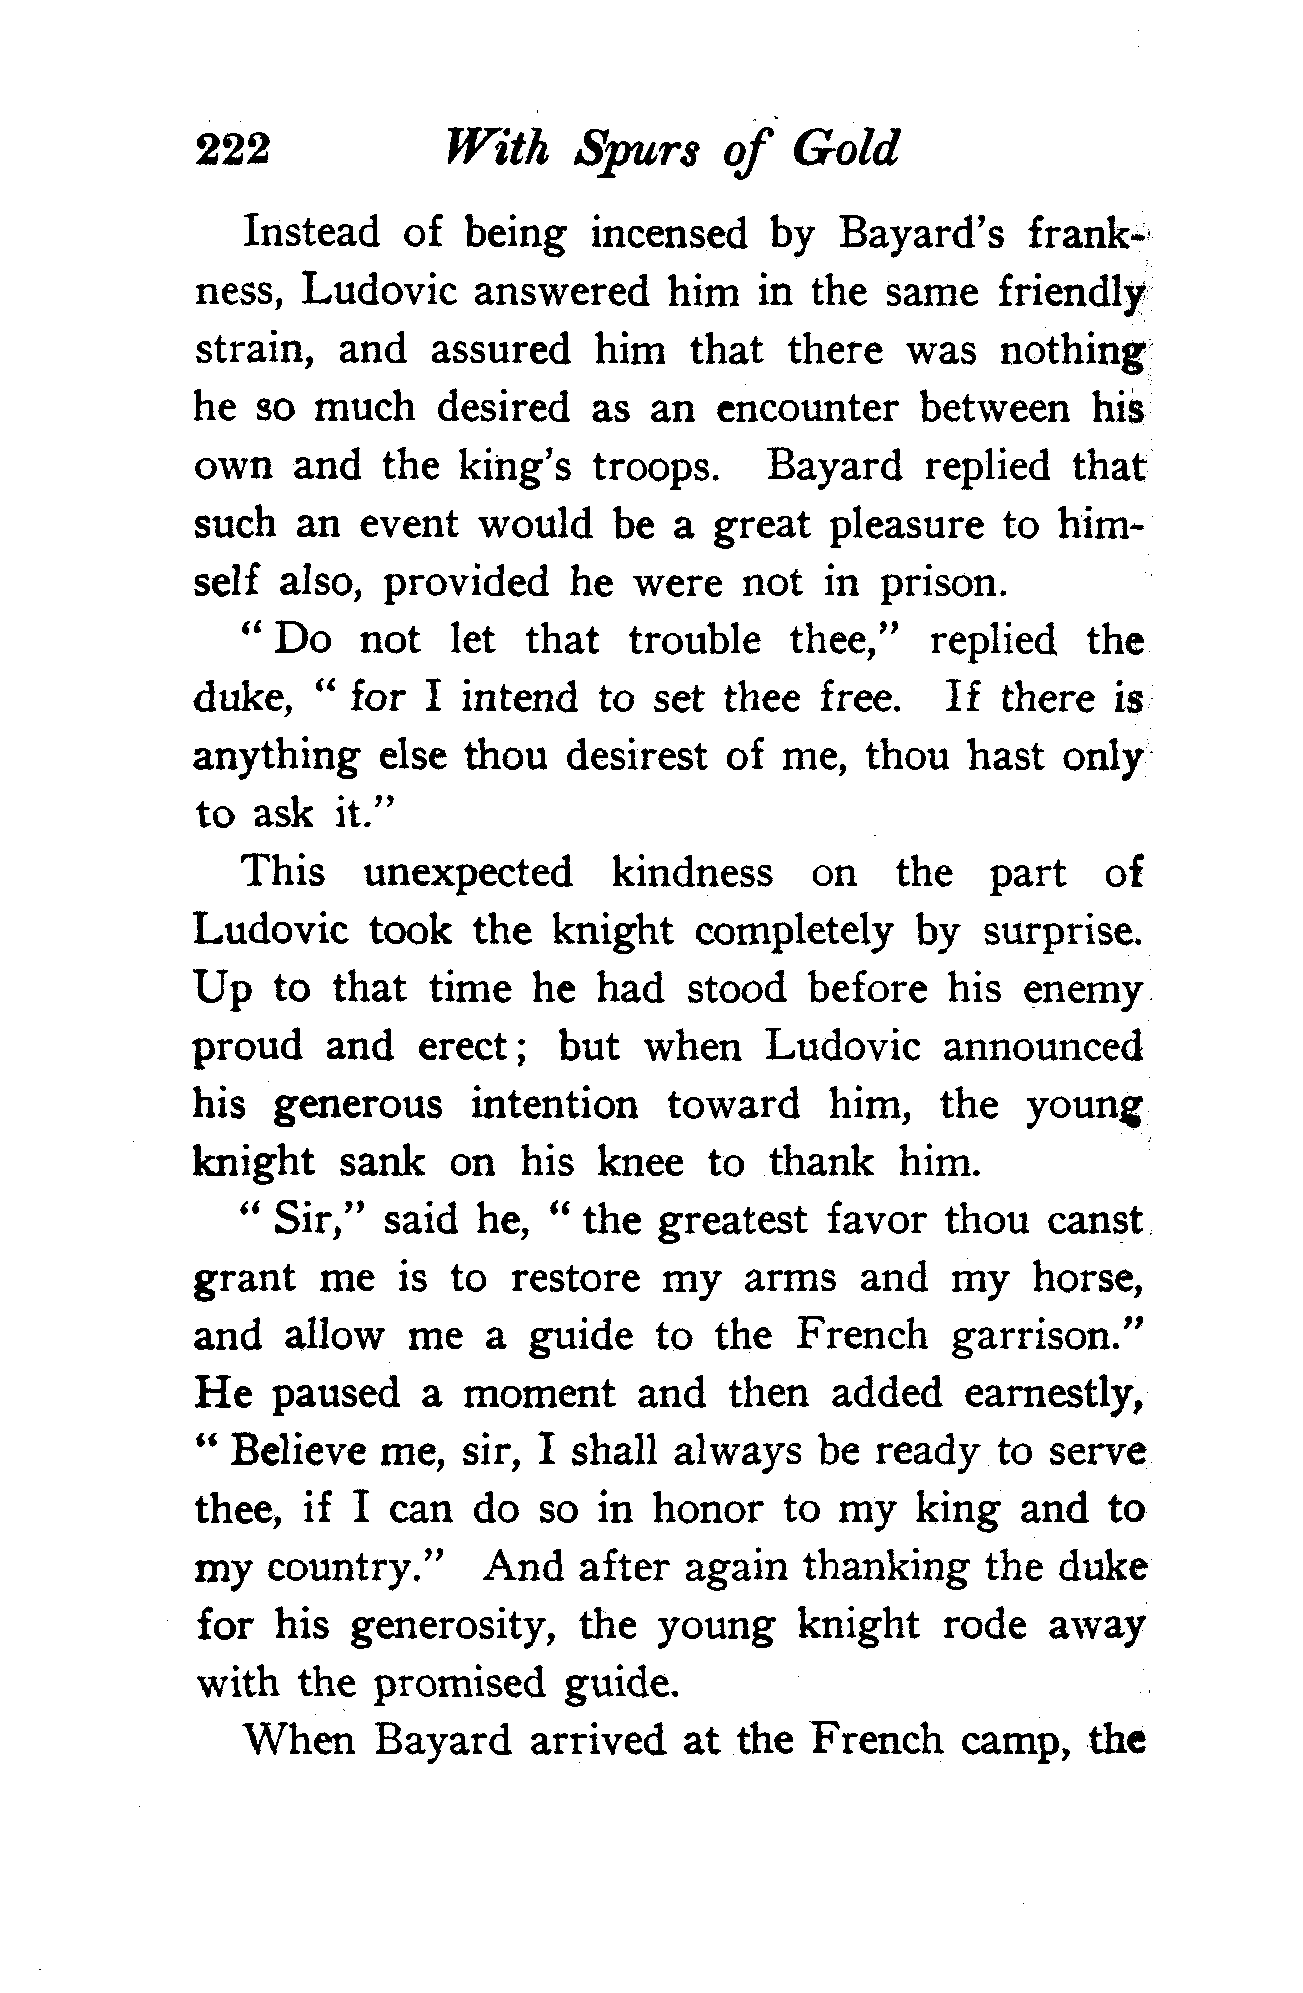 222 With Spurs of Gold
Instead of being incensed by Bayard's frank-
ness, Ludovic answered him in the same friendly
strain, and assured him that there was nothing
he so much desired as an encounter between his
own and the king's troops. Bayard replied that
such an event would be a great pleasure to him-
self also, provided he were not in prison.
“ Do not let that trouble thee,” replied the
duke, “ for I intend to set thee free. If there is
anything else thou desirest of me, thou hast only
to ask it.”
This unexpected kindness on the part of
Ludovic took the knight completely by surprise.
Up to that time he had stood before his enemy
proud and erect ; but when Ludovic announced
his generous intention toward him, the young
knight sank on his knee to thank him.
“ Sir,” said he, “ the greatest favor thou canst
grant me is to restore my arms and my horse,
and allow me a guide to the French garrison.”
He paused a moment and then added earnestly,
“ Believe me, sir, I shall always be ready to serve
thee, if I can do so in honor to my king and to
my country.” And after again thanking the duke
for his generosity, the young knight rode away
with the promised guide.
When Bayard arrived at the French camp, the